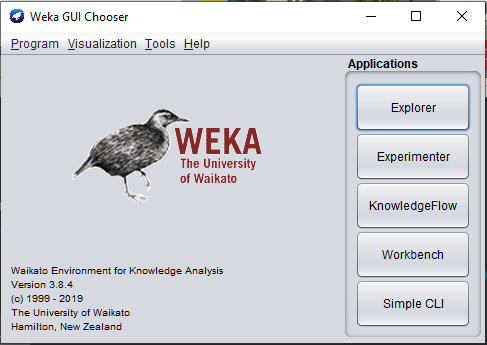 Weka GUI Chooser
Program Visualization Tools Help
Applications
Explorer
Experimenter
KnowledgeFlow
Workbench
Simple CLI
WEKA
The University
of Waikato
Waikato Environment for Knowledge Analysis
Version 3.8.4
(c) 1999 - 2019
The University of Waikato
Hamilton, New Zealand